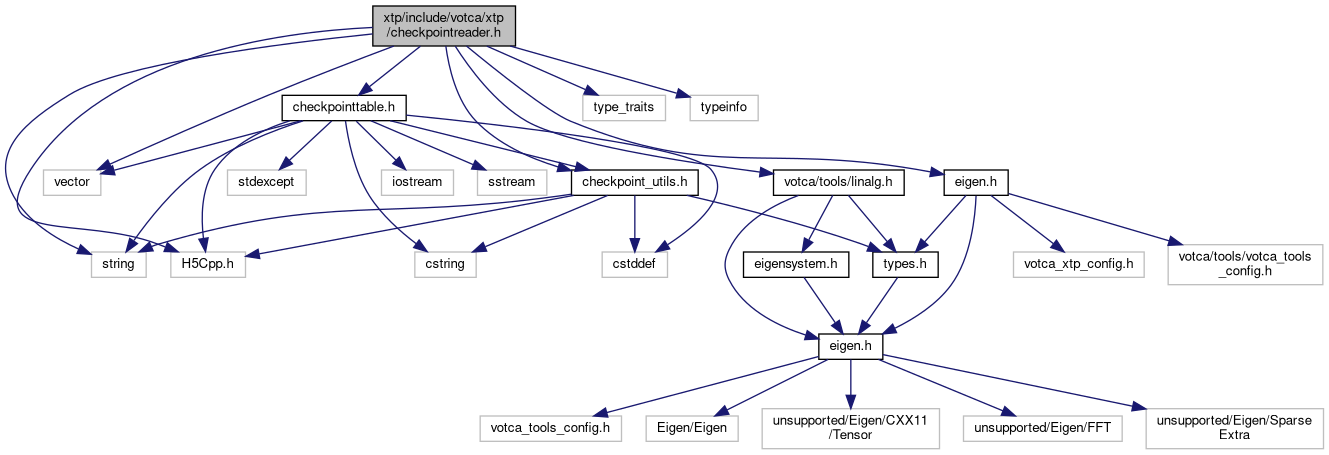 xtp/include/votca/xtp
/checkpointreader.h
checkpointtable.h
type_traits
typeinfo
vector
stdexcept
iostream
sstream
checkpoint_utils.h
votca/tools/linalg.h
eigen.h
string
H5Cpp.h
cstring
cstddef
eigensystem.h
types.h
votca_xtp_config.h
votca/tools/votca_tools
_config.h
eigen.h
votca_tools_config.h
Eigen/Eigen
unsupported/Eigen/CXX11
/Tensor
unsupported/Eigen/FFT
unsupported/Eigen/Sparse
Extra